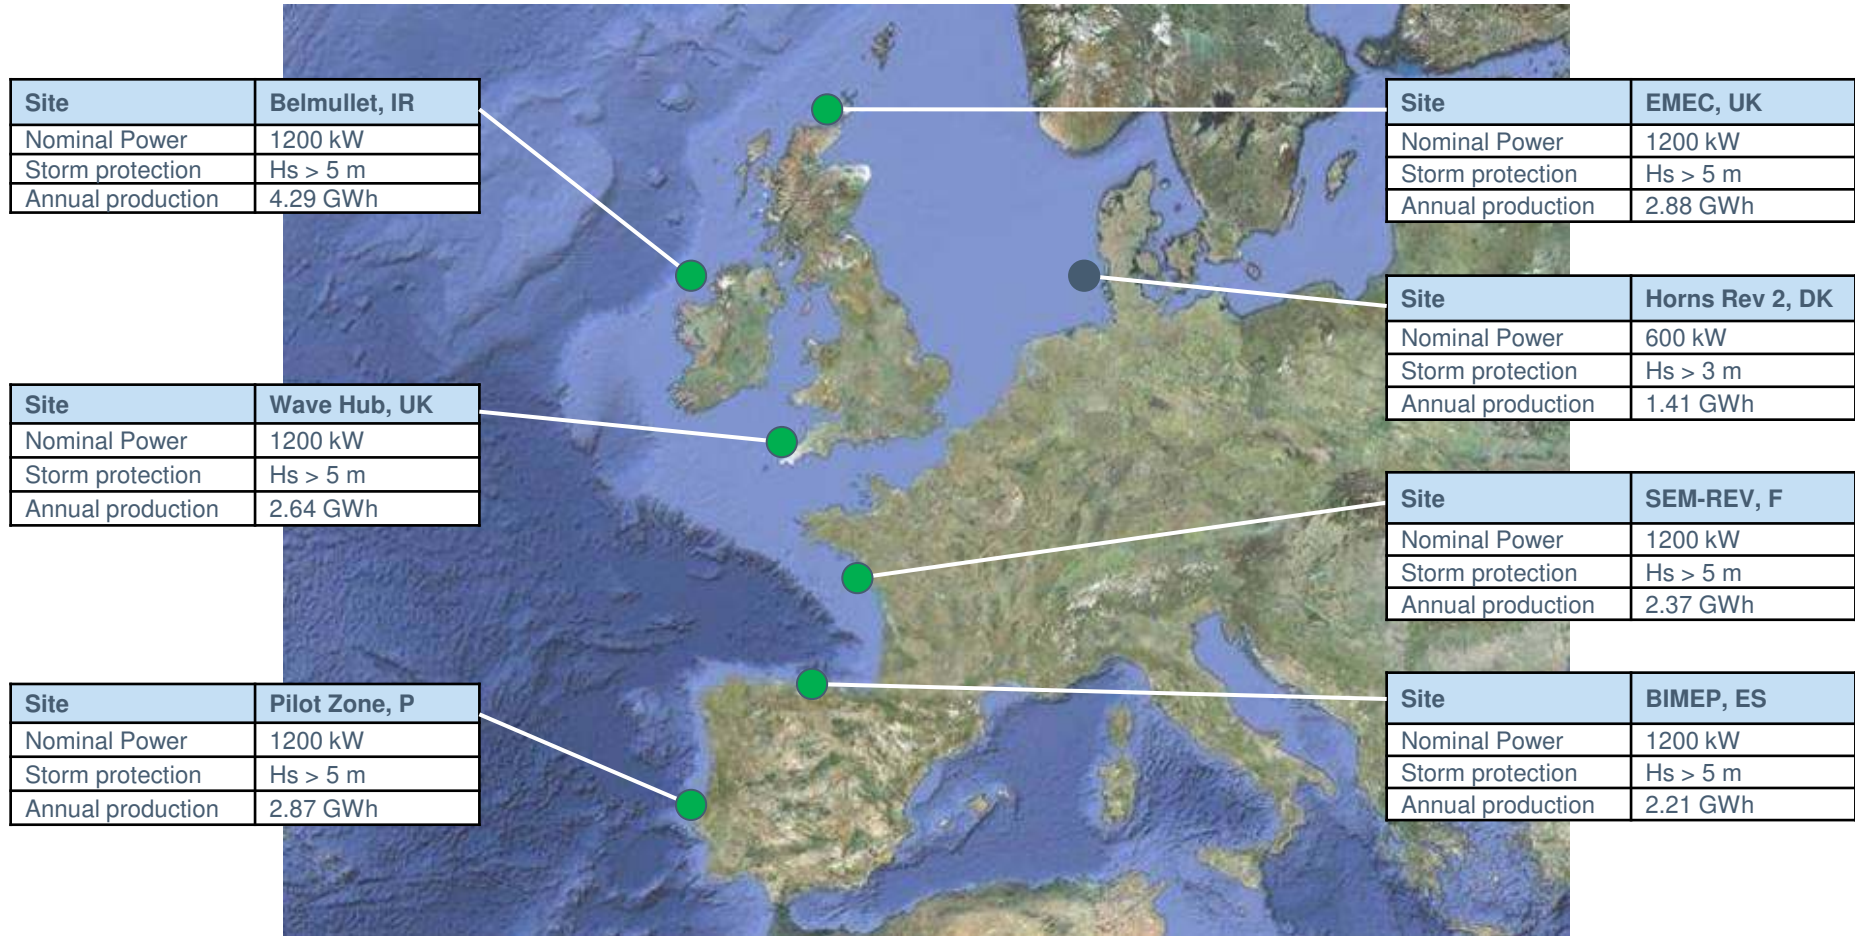 Site Belmullet, IR
Nominal Power 1200 kW
Storm protection Hs > 5 m
Annual production 4.29 GWh
Site Wave Hub, UK
Nominal Power 1200 kW
Storm protection Hs > 5 m
Annual production 2.64 GWh
Site Pilot Zone, P
Nominal Power 1200 kW
Storm protection Hs > 5 m
Annual production 2.87 GWh
Site EMEC, UK
Nominal Power 1200 kW
Storm protection Hs > 5 m
Annual production 2.88 GWh
Site Horns Rev 2, DK
Nominal Power 600 kW
Storm protection Hs > 3 m
Annual production 1.41 GWh
Site SEM-REV, F
Nominal Power 1200 kW
Storm protection Hs > 5 m
Annual production 2.37 GWh
Site BIMEP, ES
Nominal Power 1200 kW
Storm protection Hs > 5 m
Annual production 2.21 GWh